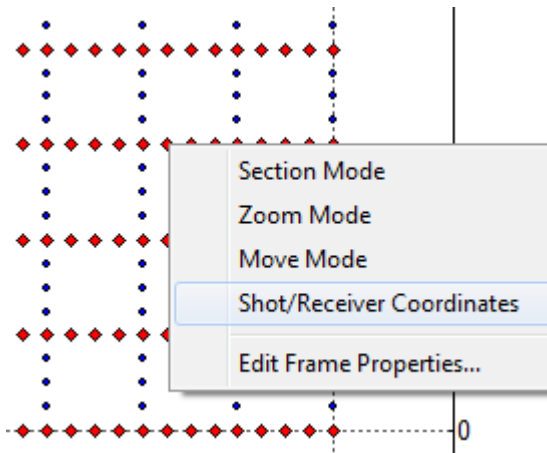 Section Mode
Zoom Mode
Move Mode
Shot/Receiver Coordinates
Edit Frame Properties...
0